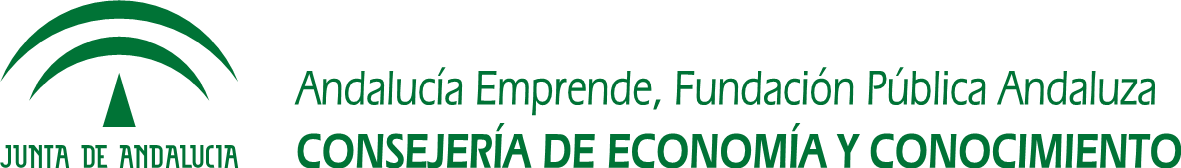 Andalucía Emprende, Fundación Pública Andaluza
JUNTA DE ANDALUCIA
CONSEJERÍA DE ECONOMÍA Y CONOCIMIENTO